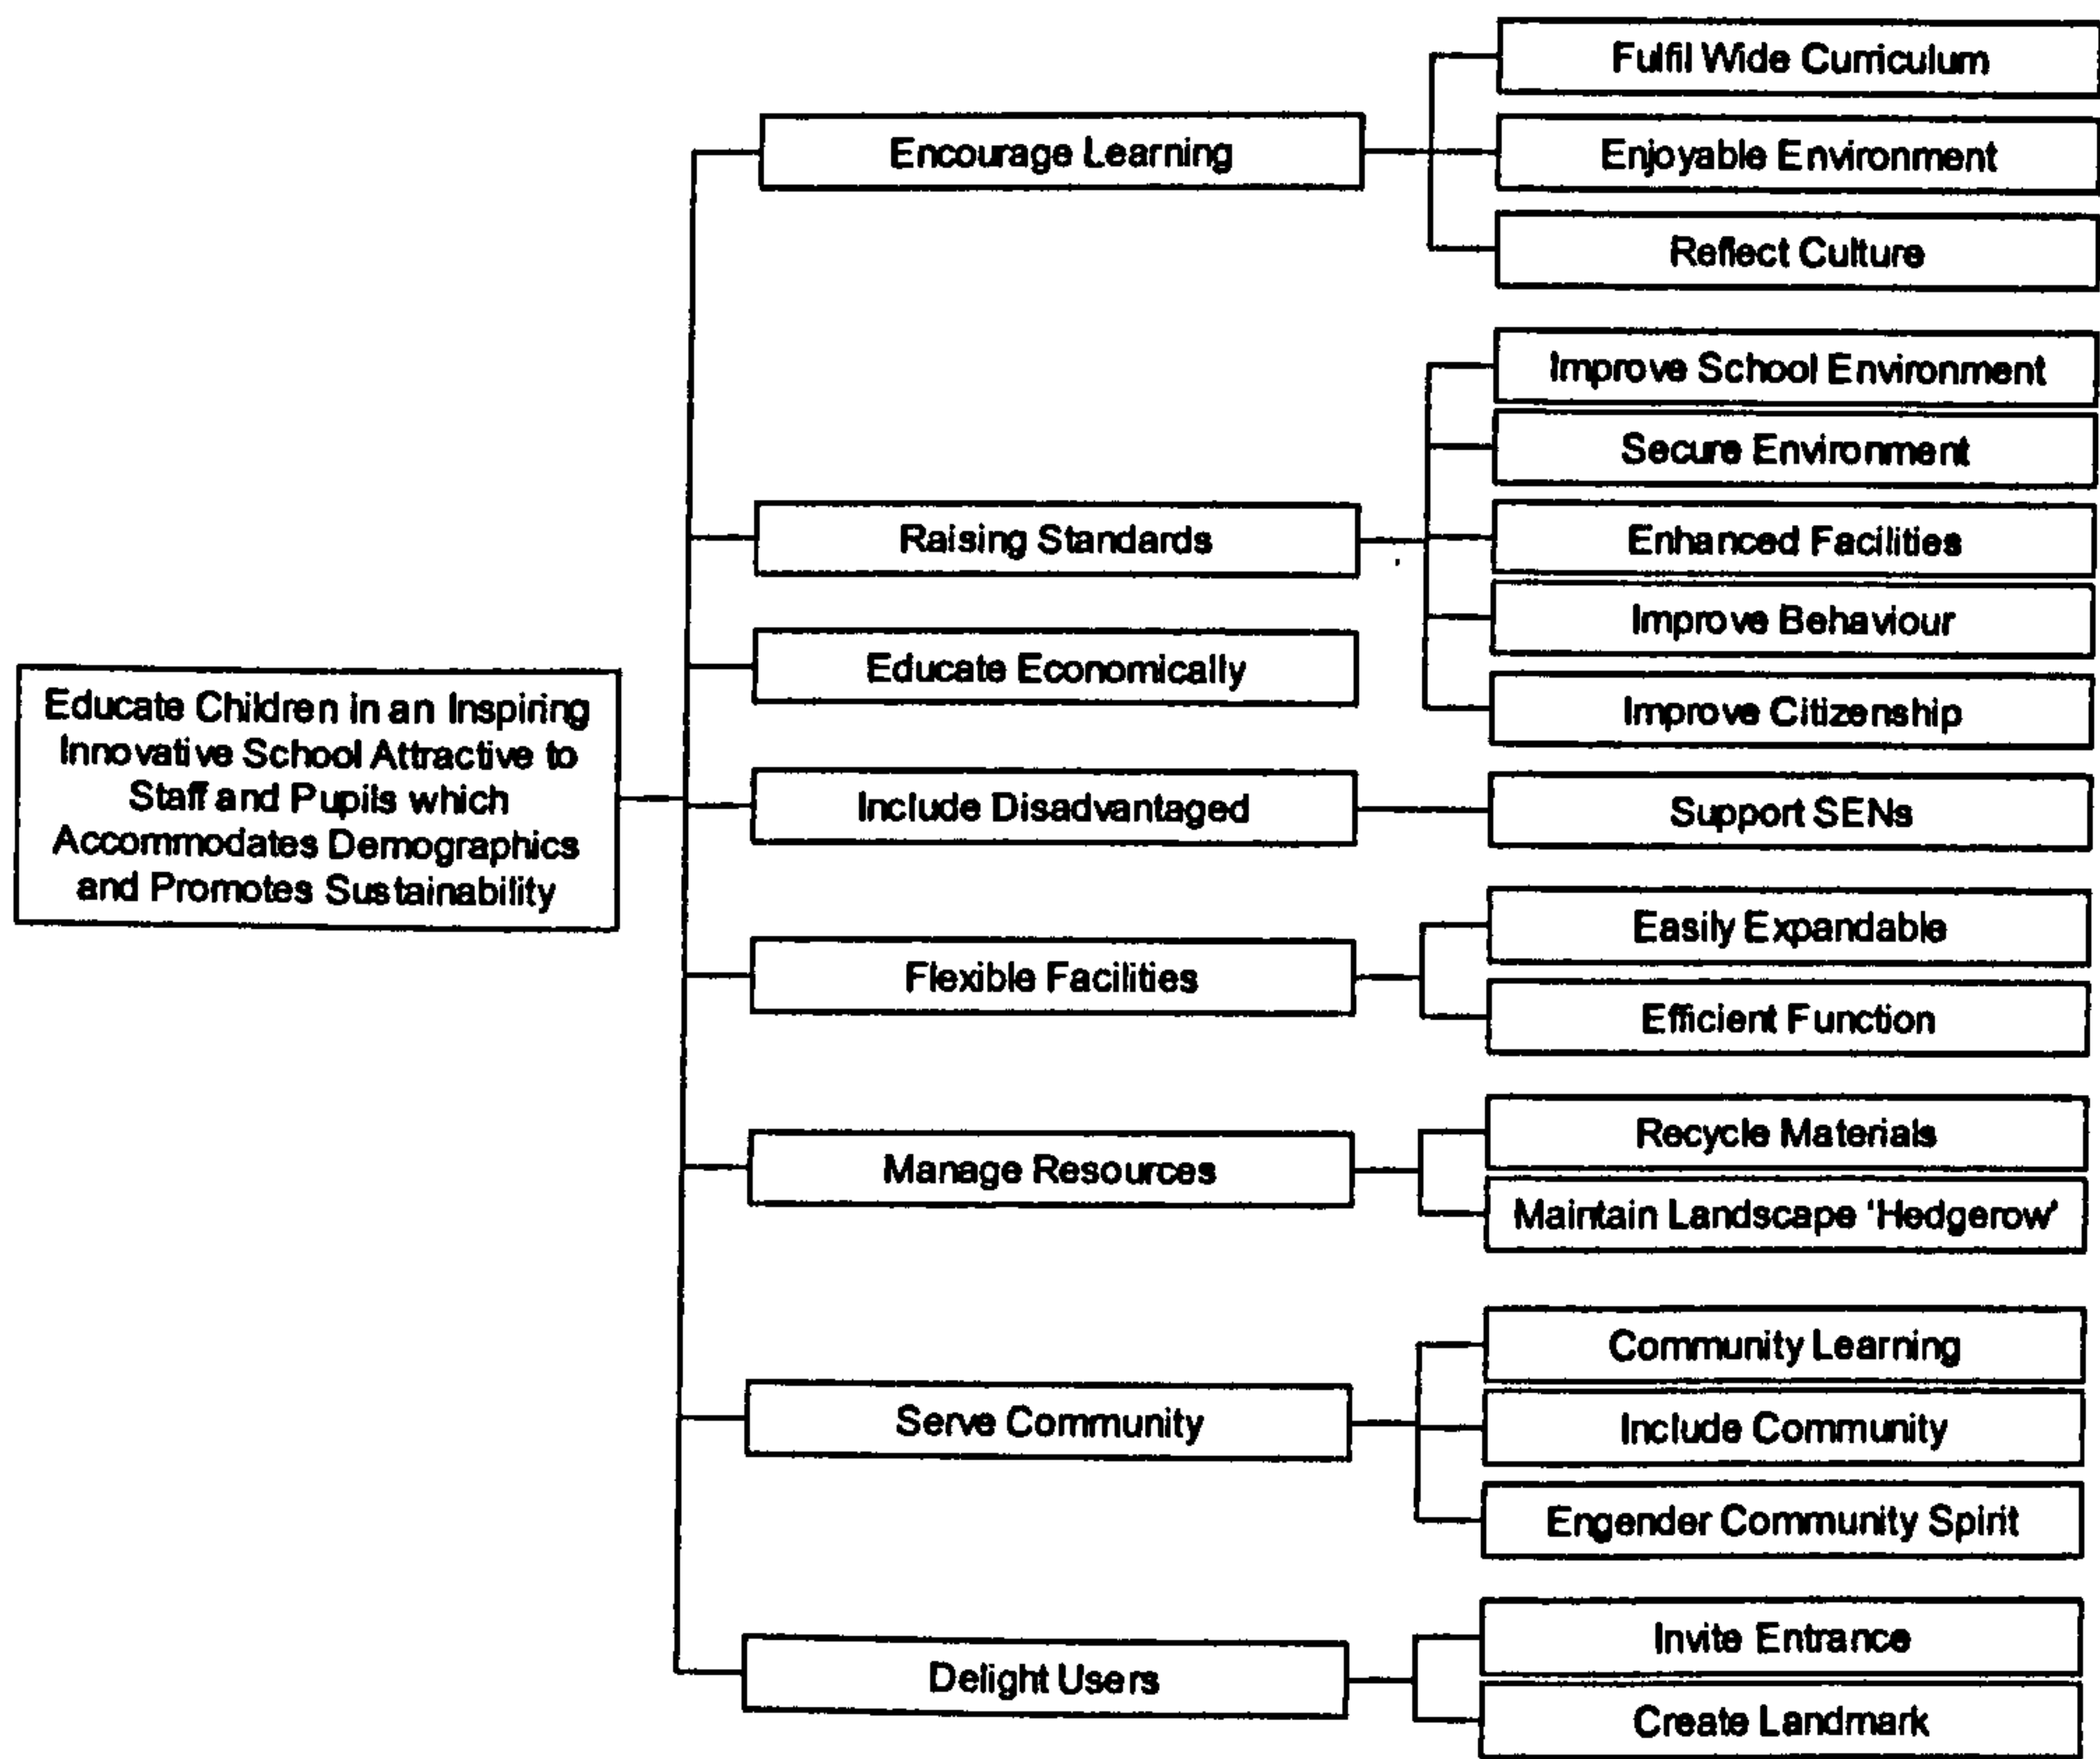 Fulfil Wide Curriculum
Encourage Learning
Enjoyable Environment
Reflect Culture
Improve School Environment
Secure Environment
Raising Standards
Enhanced Facilities
Improve Behaviour
Educate Economically
Improve Citizenship
Educate Children in an Inspiring
Innovative School Attractive to
Staff and Pupils which
Accommodates Demographics
and Promotes Sustainability
Include Disadvantaged
Support SENs
Easily Expandable
Flexible Facilities
Efficient Function
Recycle Materials
Manage Resources
Maintain Landscape ‘Hedgerow’
Community Learning
Serve Community
Include Community
Engender Community Spirit
Invite Entrance
Delight Users
Create Landmark